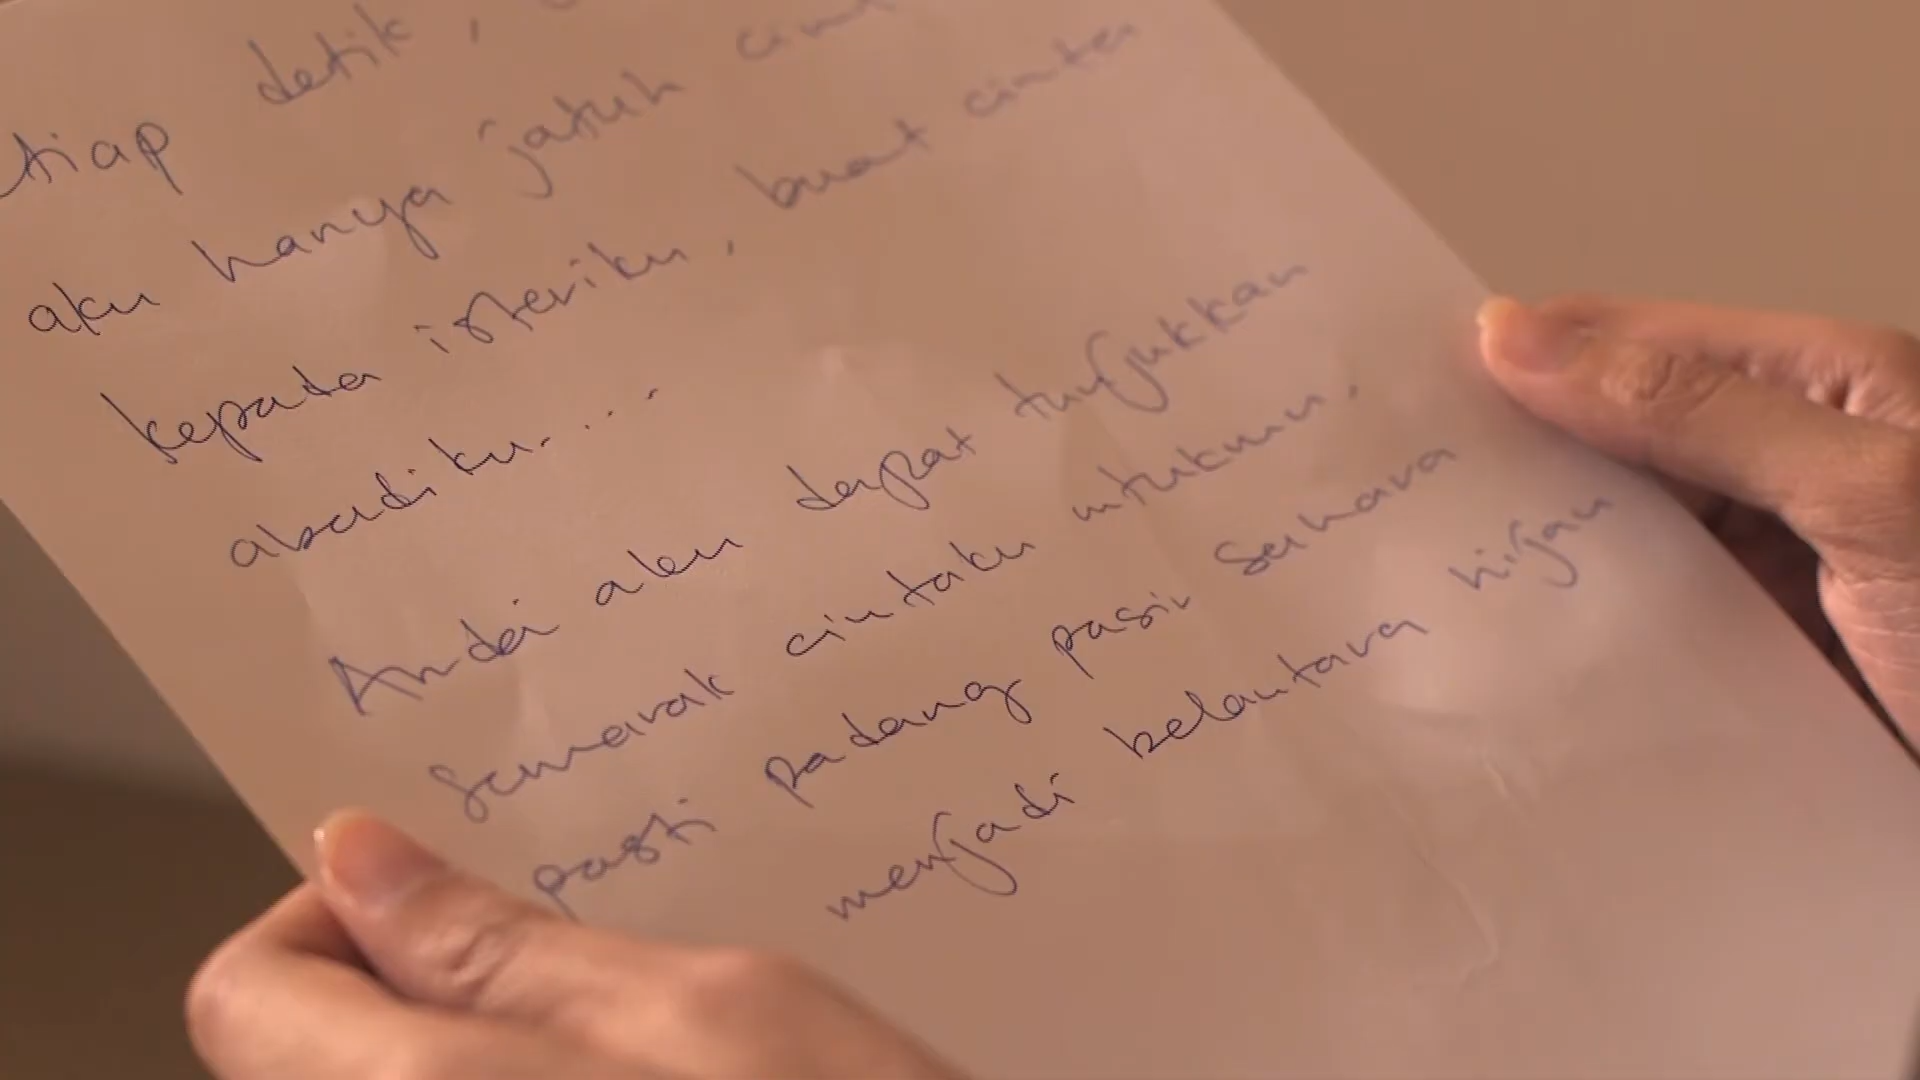 tiap detik,
aku hanya jatuh
kepada isteriku, buat cinta
abadiku....
Andai aku dapat tunjukkan
semarak cintaku untukmu,
pasti padang pasir sahara
menjadi belantara hijau